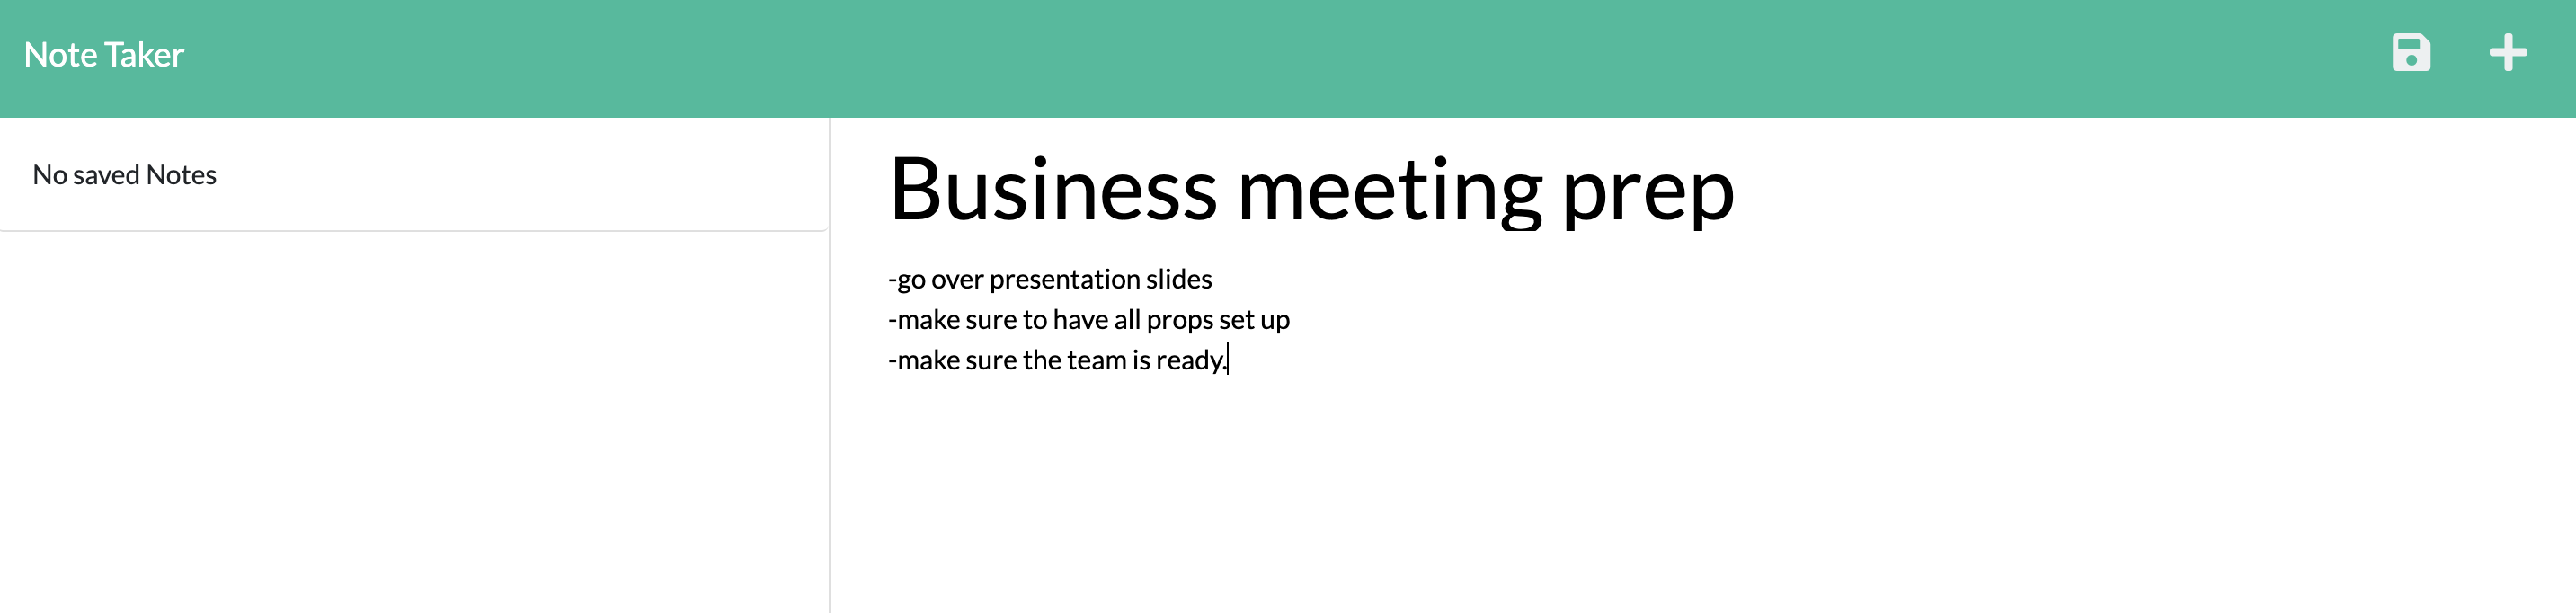 Note Taker
No saved Notes
Business meeting prep
-go over presentation slides
-make sure to have all props set up
-make sure the team is ready.